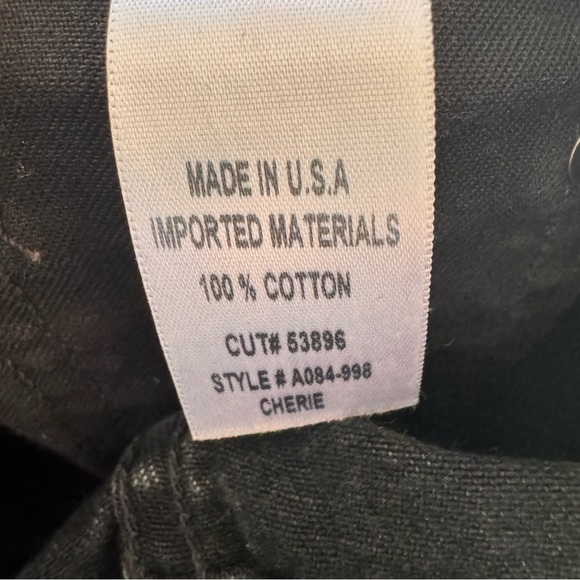 MADE IN U.S.A
IMPORTED MATERIALS
100 % COTTON
CUT# 53896
STYLE # A084-998
CHERIE